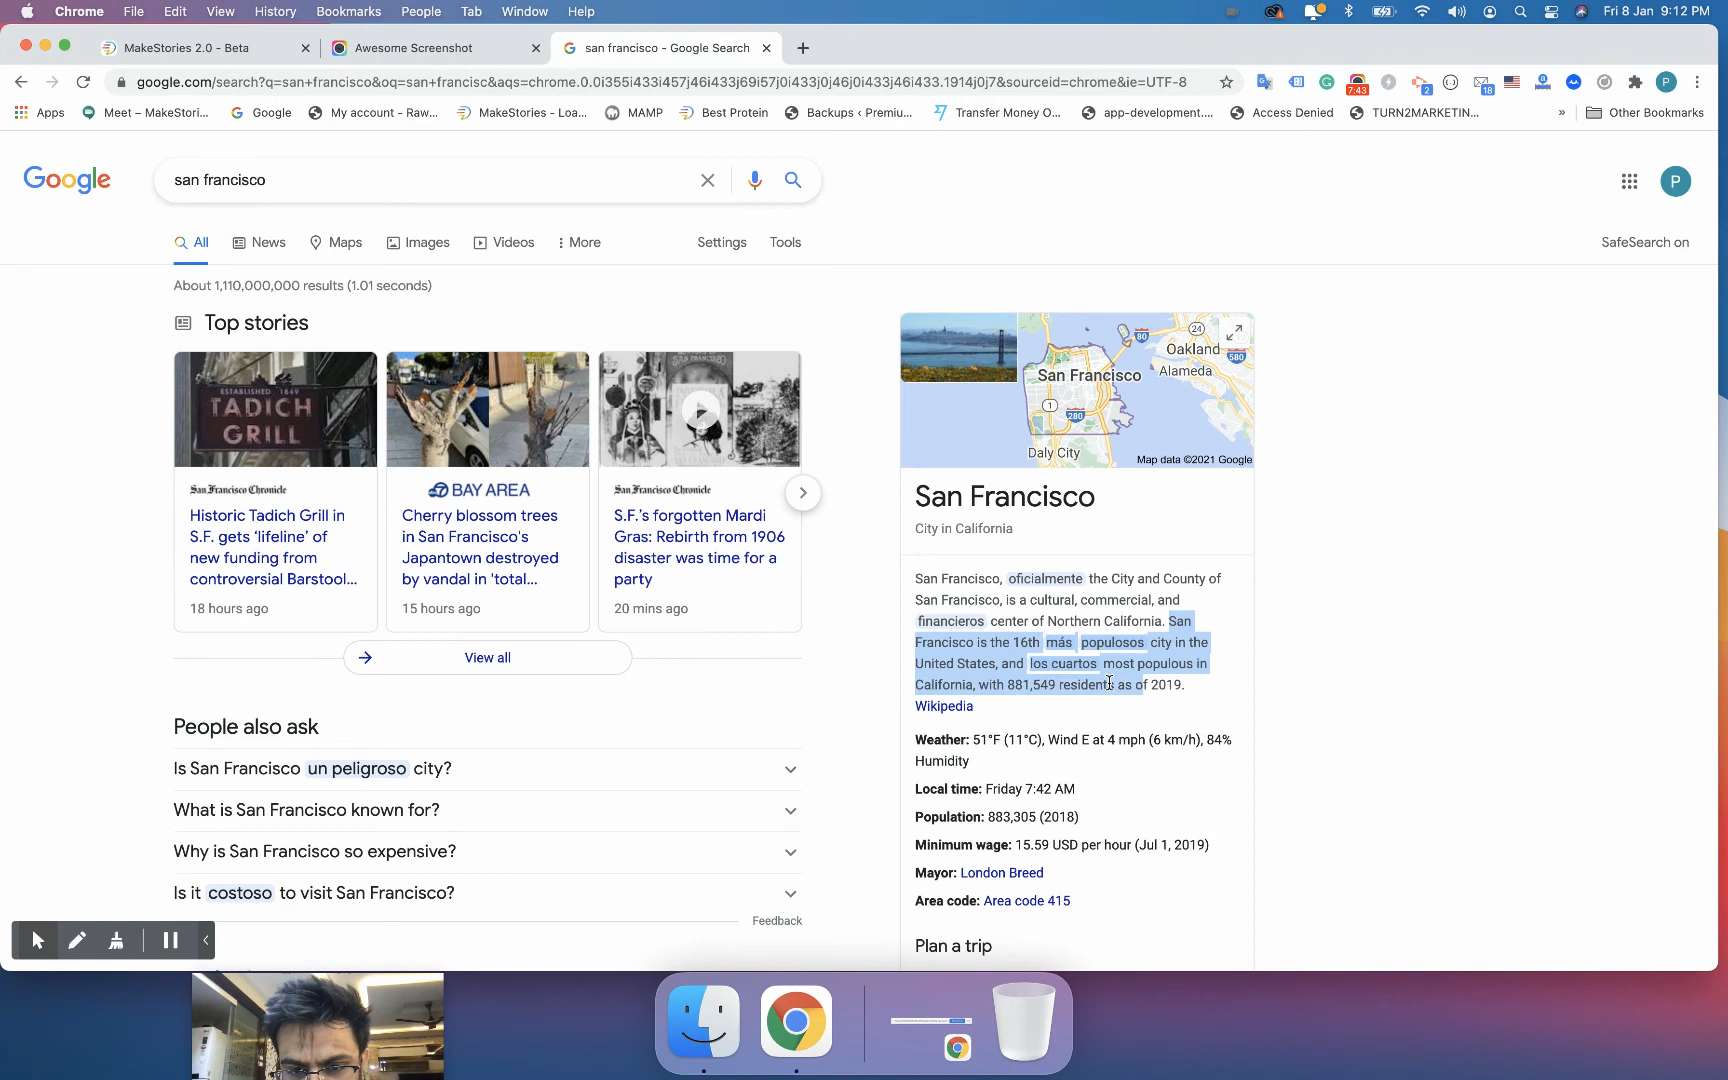 Chrome File Edit View History Bookmarks People Tab Window Help Fri 8 Jan 9:12 PM
MakeStories 2.0 - Beta Awesome Screenshot san francisco - Google Search
google.com/search?q=san+francisco&oq=san+francisc&aqs=chrome.0.0i355i433i457j46i433j69i57j0i433j0j46j0i433j46i433.1914j0j7&sourceid=chrome&ie=UTF-8 7:43 2 18 P
Apps Meet – MakeStori... Google My account - Raw... MakeStories - Loa... MAMP Best Protein Backups ‹ Premiu... Transfer Money O... app-development.... Access Denied TURN2MARKETIN... » Other Bookmarks
Google san francisco P
All News Maps Images Videos More Settings Tools SafeSearch on
About 1,110,000,000 results (1.01 seconds)
Top stories
ESTABLISHED 1849
TADICH
GRILL
San Francisco Chronicle
Historic Tadich Grill in
S.F. gets ‘lifeline’ of
new funding from
controversial Barstool...
18 hours ago
7 BAY AREA
Cherry blossom trees
in San Francisco's
Japantown destroyed
by vandal in 'total...
15 hours ago
San Francisco Chronicle
S.F.’s forgotten Mardi
Gras: Rebirth from 1906
disaster was time for a
party
20 mins ago
View all
People also ask
Is San Francisco un peligroso city?
What is San Francisco known for?
Why is San Francisco so expensive?
Is it costoso to visit San Francisco?
Feedback
80 24 Oakland 580
San Francisco Alameda
1 280
Daly City
Map data ©2021 Google
San Francisco
City in California
San Francisco, oficialmente the City and County of
San Francisco, is a cultural, commercial, and
financieros center of Northern California. San
Francisco is the 16th más populosos city in the
United States, and los cuartos most populous in
California, with 881,549 residents as of 2019.
Wikipedia
Weather: 51°F (11°C), Wind E at 4 mph (6 km/h), 84%
Humidity
Local time: Friday 7:42 AM
Population: 883,305 (2018)
Minimum wage: 15.59 USD per hour (Jul 1, 2019)
Mayor: London Breed
Area code: Area code 415
Plan a trip